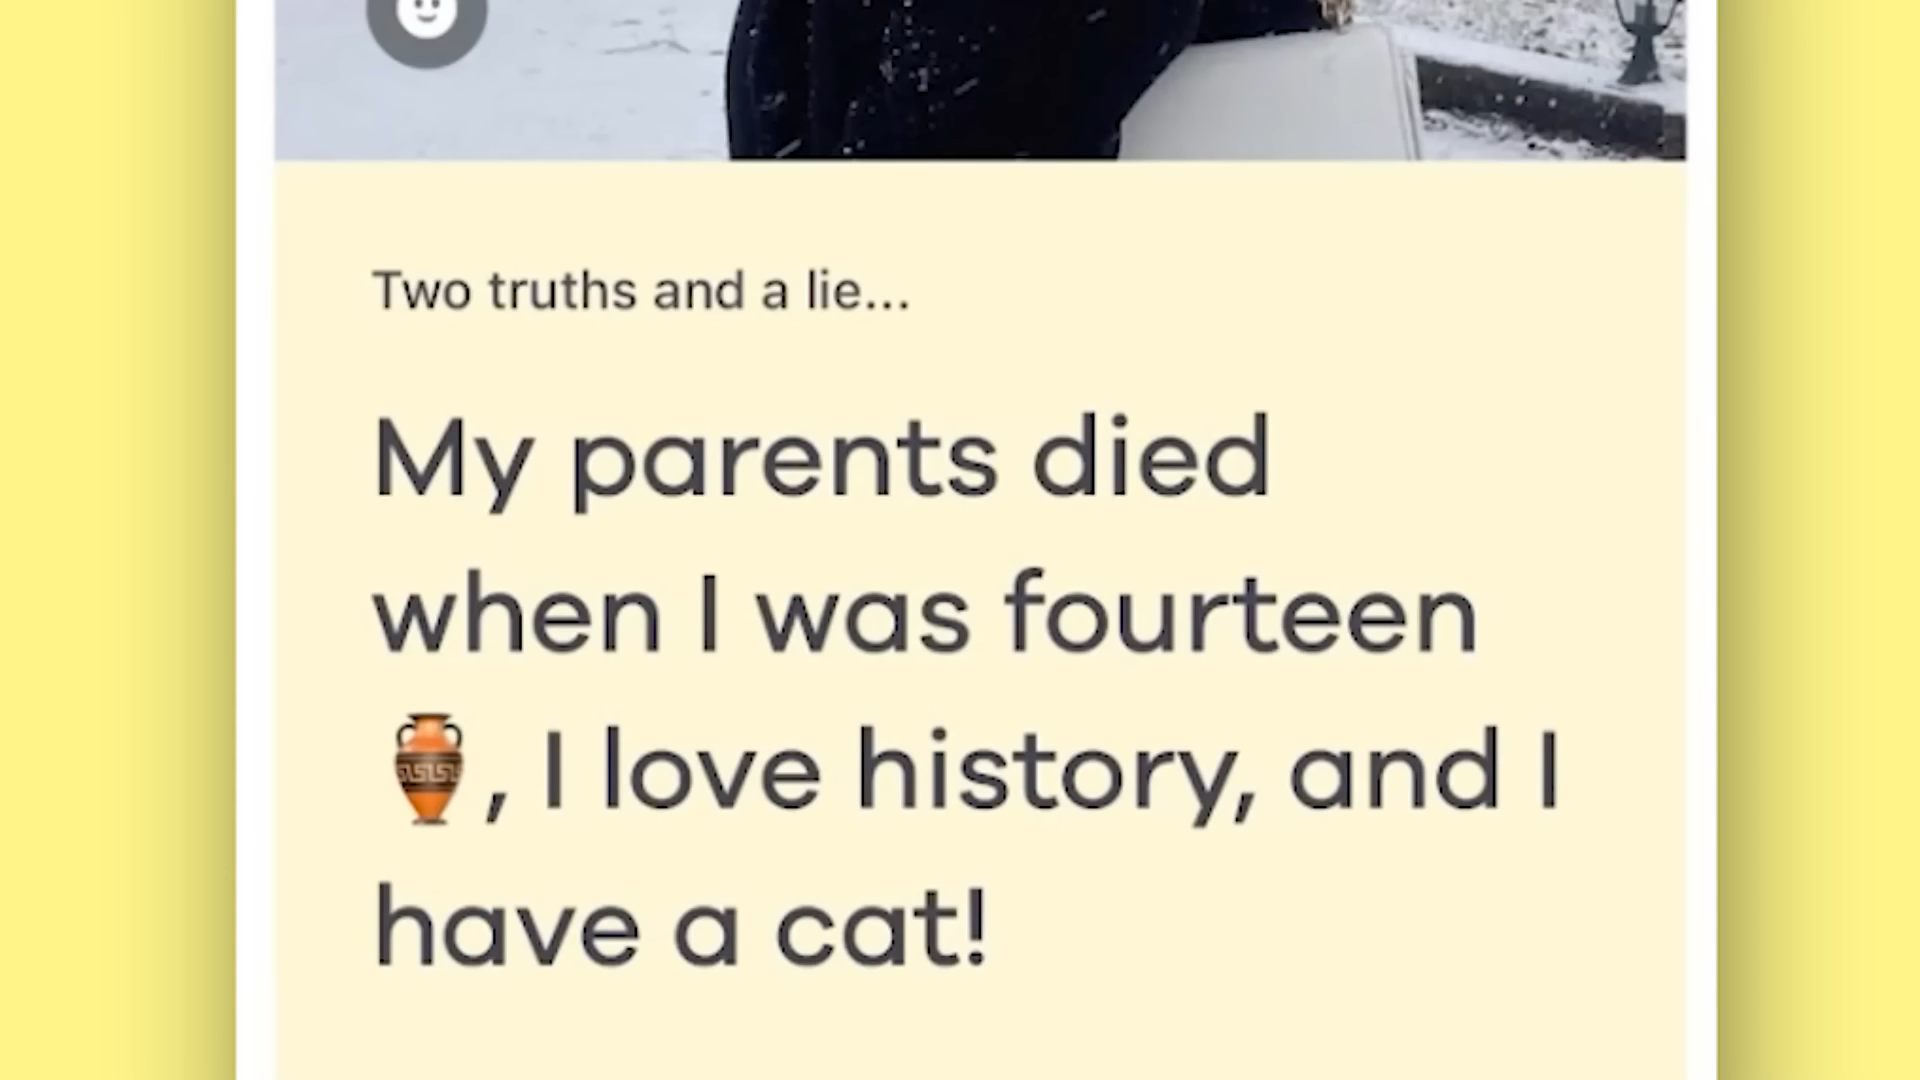 Two truths and a lie...
My parents died
when I was fourteen
🏺, I love history, and I
have a cat!